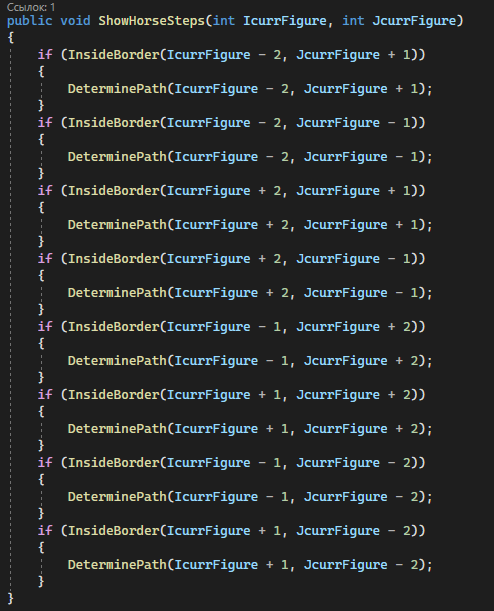 Ссылок: 1
public void ShowHorseSteps(int IcurrFigure, int JcurrFigure)
{
    if (InsideBorder(IcurrFigure - 2, JcurrFigure + 1))
    {
        DeterminePath(IcurrFigure - 2, JcurrFigure + 1);
    }
    if (InsideBorder(IcurrFigure - 2, JcurrFigure - 1))
    {
        DeterminePath(IcurrFigure - 2, JcurrFigure - 1);
    }
    if (InsideBorder(IcurrFigure + 2, JcurrFigure + 1))
    {
        DeterminePath(IcurrFigure + 2, JcurrFigure + 1);
    }
    if (InsideBorder(IcurrFigure + 2, JcurrFigure - 1))
    {
        DeterminePath(IcurrFigure + 2, JcurrFigure - 1);
    }
    if (InsideBorder(IcurrFigure - 1, JcurrFigure + 2))
    {
        DeterminePath(IcurrFigure - 1, JcurrFigure + 2);
    }
    if (InsideBorder(IcurrFigure + 1, JcurrFigure + 2))
    {
        DeterminePath(IcurrFigure + 1, JcurrFigure + 2);
    }
    if (InsideBorder(IcurrFigure - 1, JcurrFigure - 2))
    {
        DeterminePath(IcurrFigure - 1, JcurrFigure - 2);
    }
    if (InsideBorder(IcurrFigure + 1, JcurrFigure - 2))
    {
        DeterminePath(IcurrFigure + 1, JcurrFigure - 2);
    }
}